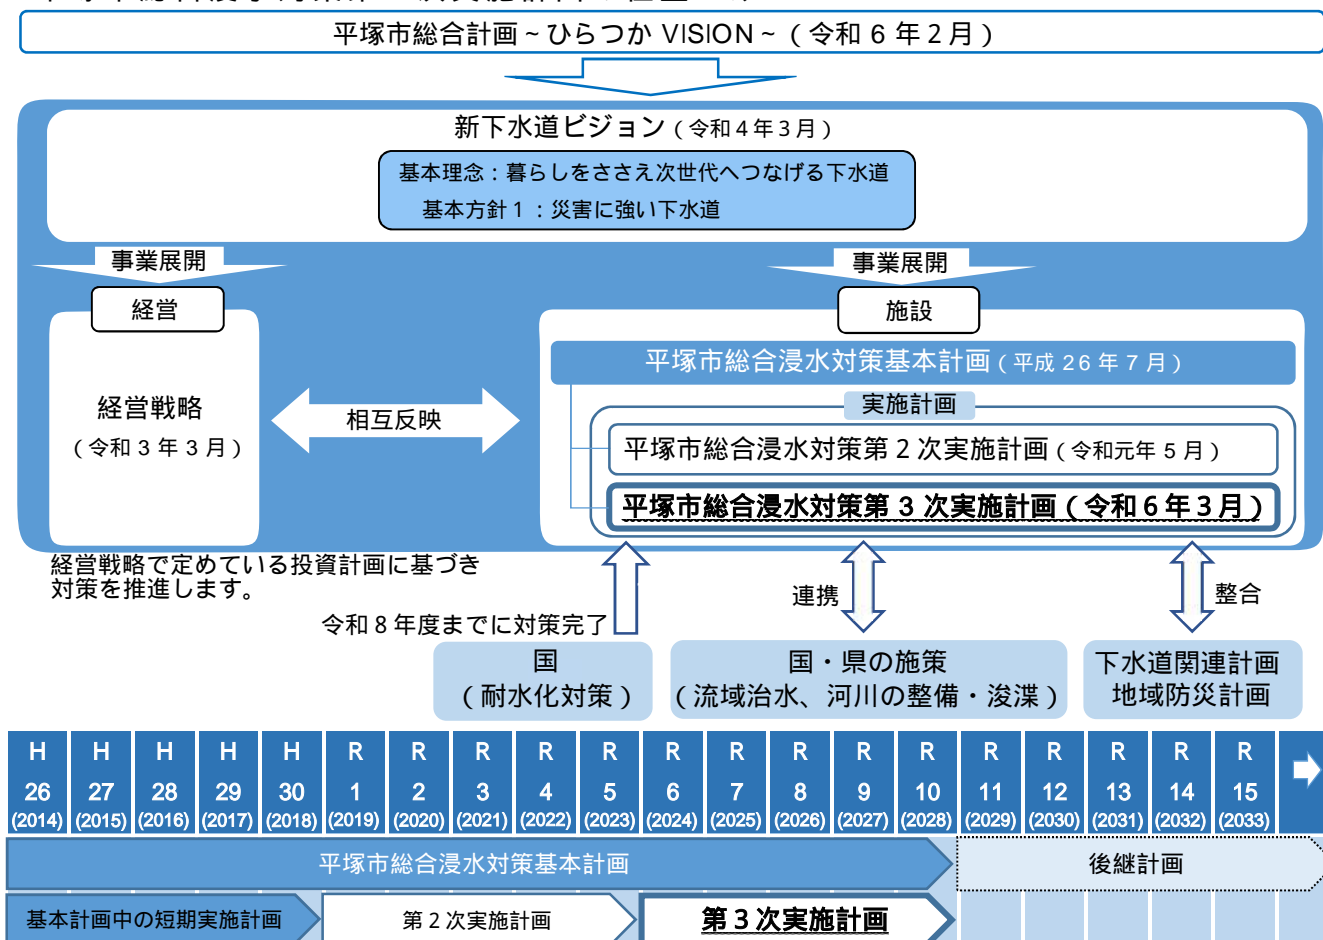 平塚市総合計画～ひらつか VISION～（令和 6 年 2 月）
新下水道ビジョン（令和４年３月）
基本理念：暮らしをささえ次世代へつなげる下水道
基本方針１：災害に強い下水道
事業展開
事業展開
経営
施設
経営戦略
（令和３年３月）
相互反映
平塚市総合浸水対策基本計画（平成 26 年 7 月）
実施計画
平塚市総合浸水対策第２次実施計画（令和元年 5 月）
平塚市総合浸水対策第 3 次実施計画（令和６年３月）
経営戦略で定めている投資計画に基づき
対策を推進します。
令和８年度までに対策完了
連携
整合
国
（耐水化対策）
国・県の施策
（流域治水、河川の整備・浚渫）
下水道関連計画
地域防災計画
H H H H H R R R R R R R R R R R R R R R
26 27 28 29 30 1 2 3 4 5 6 7 8 9 10 11 12 13 14 15
(2014) (2015) (2016) (2017) (2018) (2019) (2020) (2021) (2022) (2023) (2024) (2025) (2026) (2027) (2028) (2029) (2030) (2031) (2032) (2033)
平塚市総合浸水対策基本計画
後継計画
基本計画中の短期実施計画
第２次実施計画
第３次実施計画